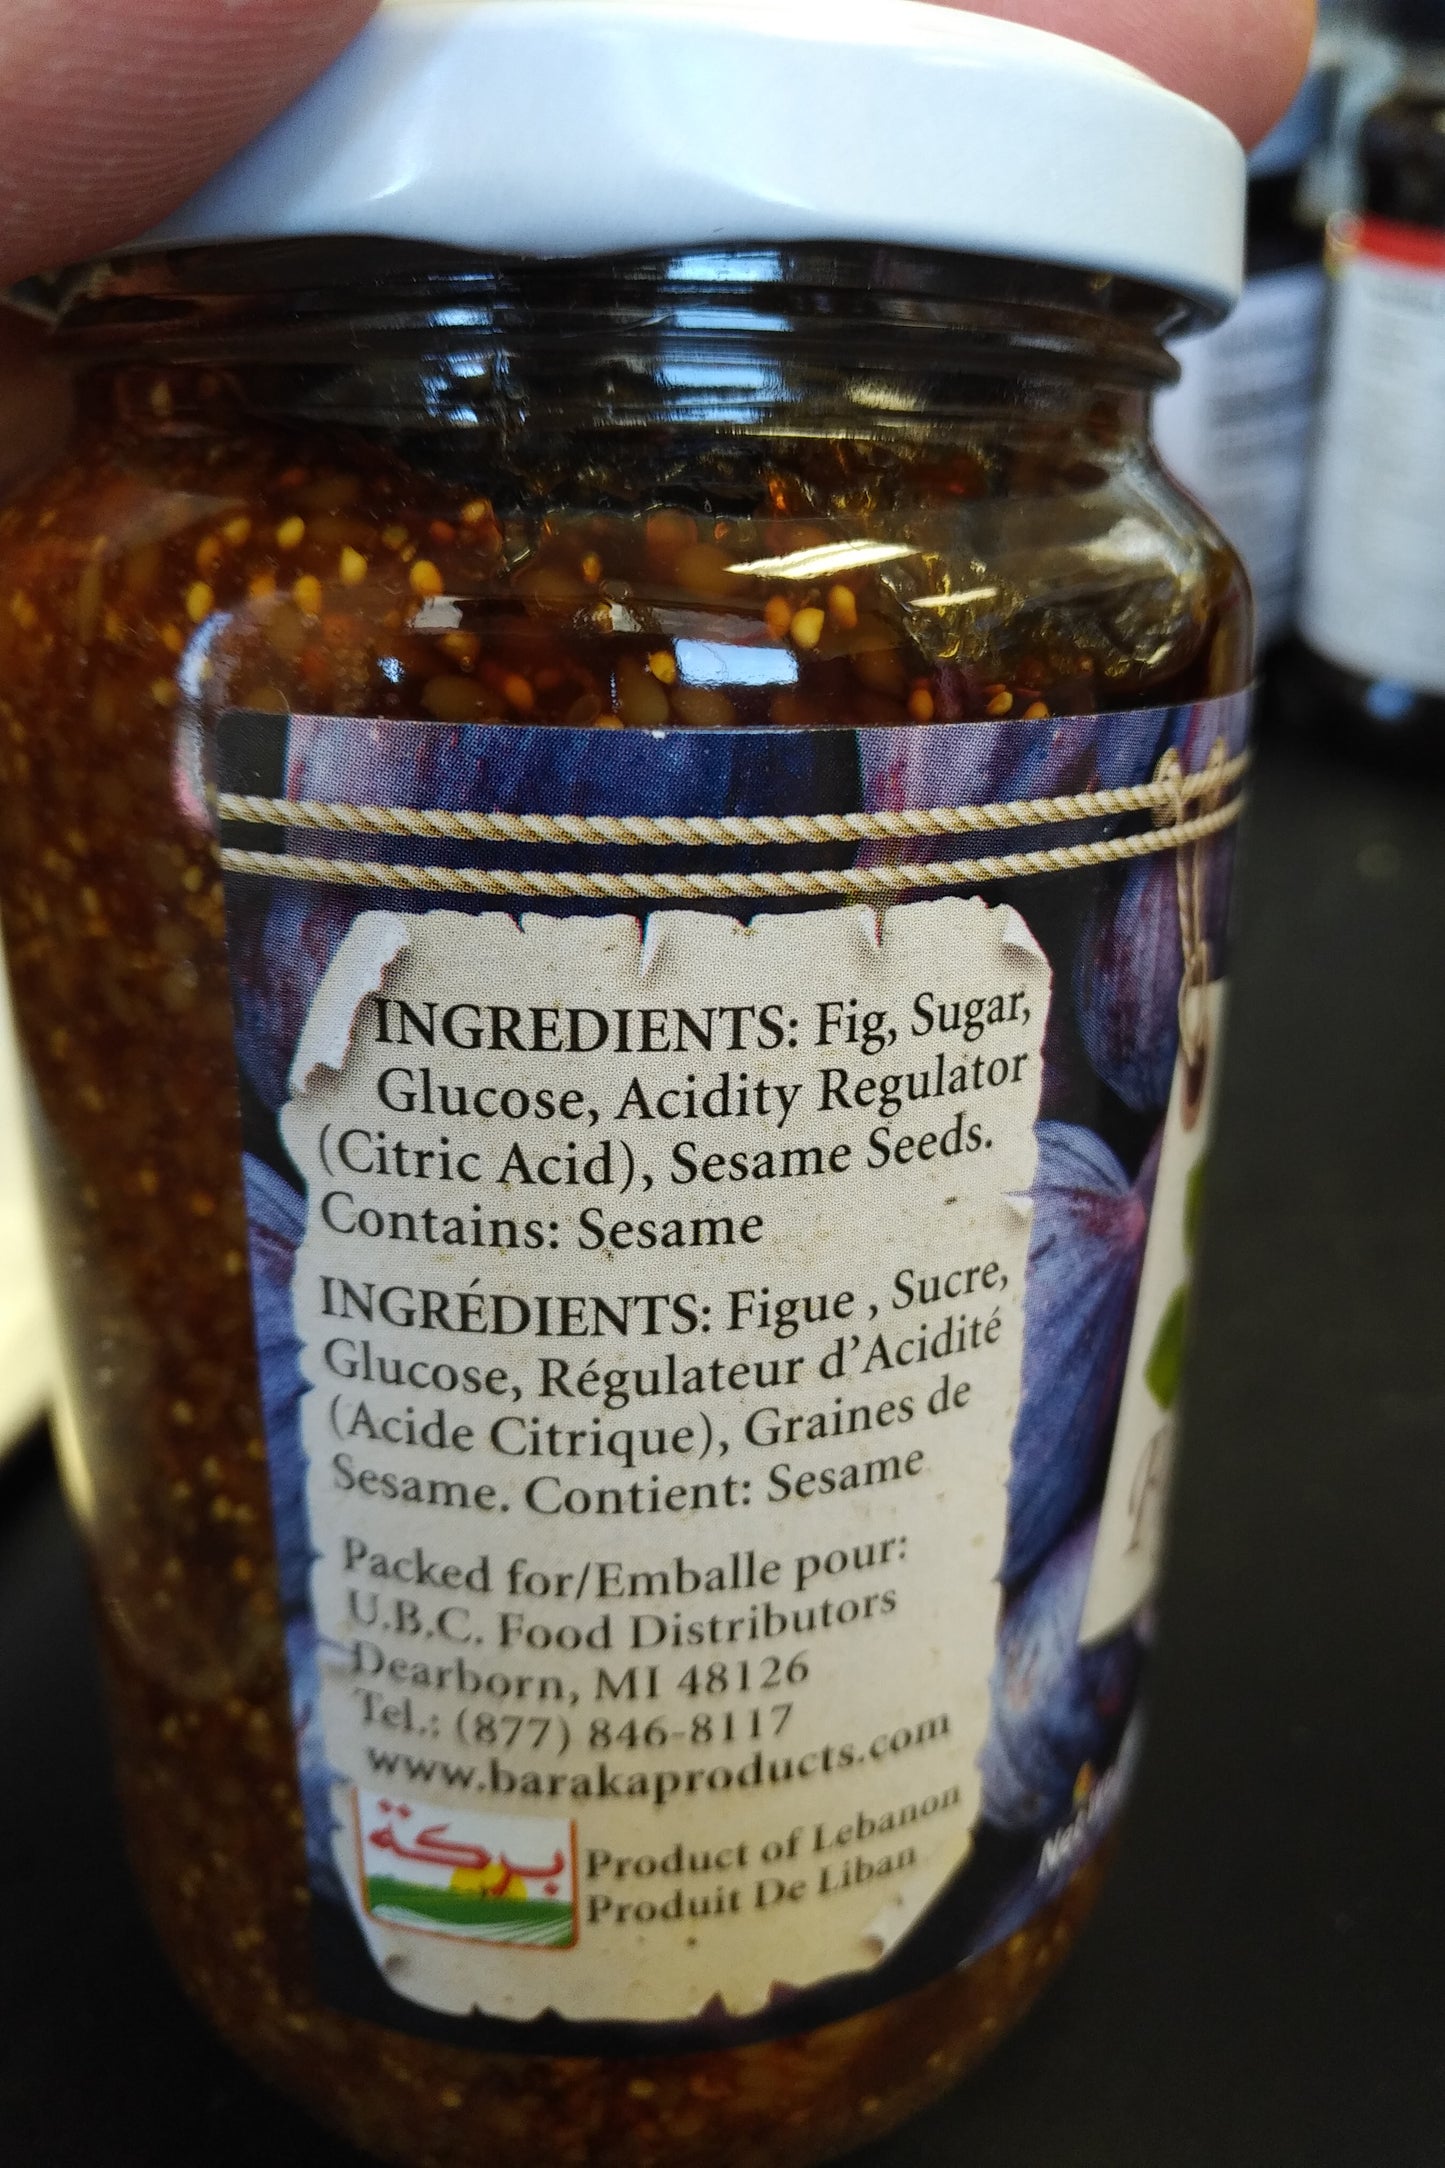 INGREDIENTS: Fig, Sugar,
Glucose, Acidity Regulator
(Citric Acid), Sesame Seeds.
Contains: Sesame
INGRÉDIENTS: Figue , Sucre,
Glucose, Régulateur d’Acidité
(Acide Citrique), Graines de
Sesame. Contient: Sesame
Packed for/Emballe pour:
U.B.C. Food Distributors
Dearborn, MI 48126
Tel.: (877) 846-8117
www.barakaproducts.com
بركة
Product of Lebanon
Produit De Liban